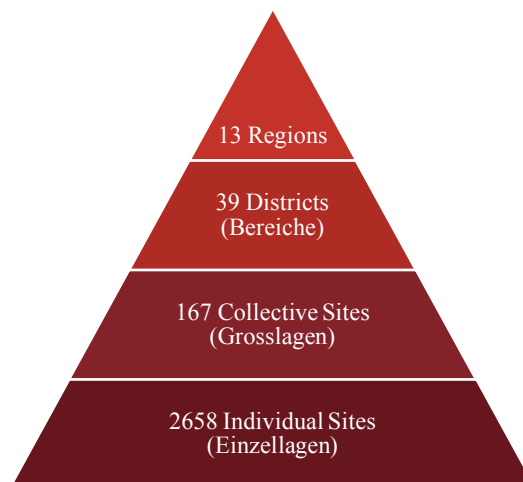 13 Regions
39 Districts
(Bereiche)
167 Collective Sites
(Grosslagen)
2658 Individual Sites
(Einzellagen)